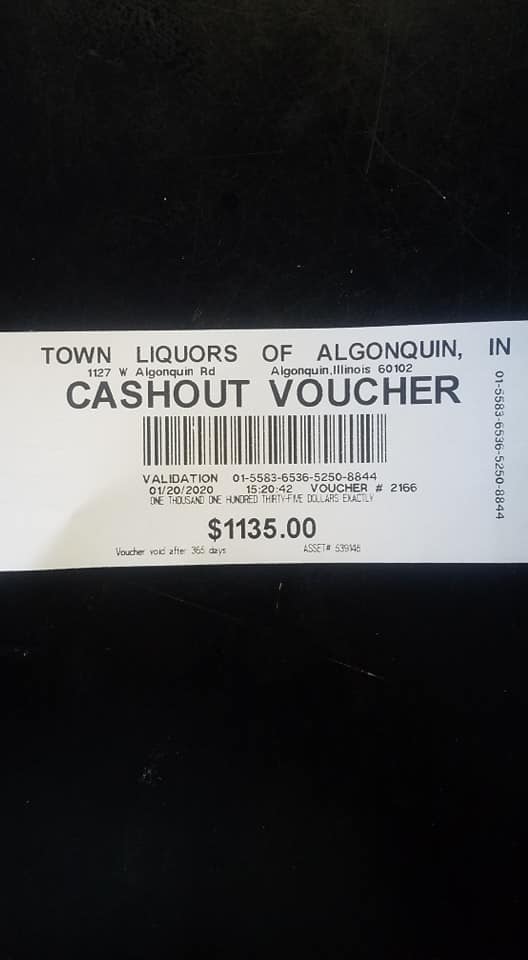 TOWN LIQUORS OF ALGONQUIN, IN
1127 W Algonquin Rd Algonquin,Illinois 60102
CASHOUT VOUCHER
VALIDATION 01-5583-6536-5250-8844
01/20/2020 15:20:42 VOUCHER # 2166
ONE THOUSAND ONE HUNDRED THIRTY-FIVE DOLLARS EXACTLY
$1135.00
Voucher void after 365 days ASSET# 539146
01-5583-6536-5250-8844